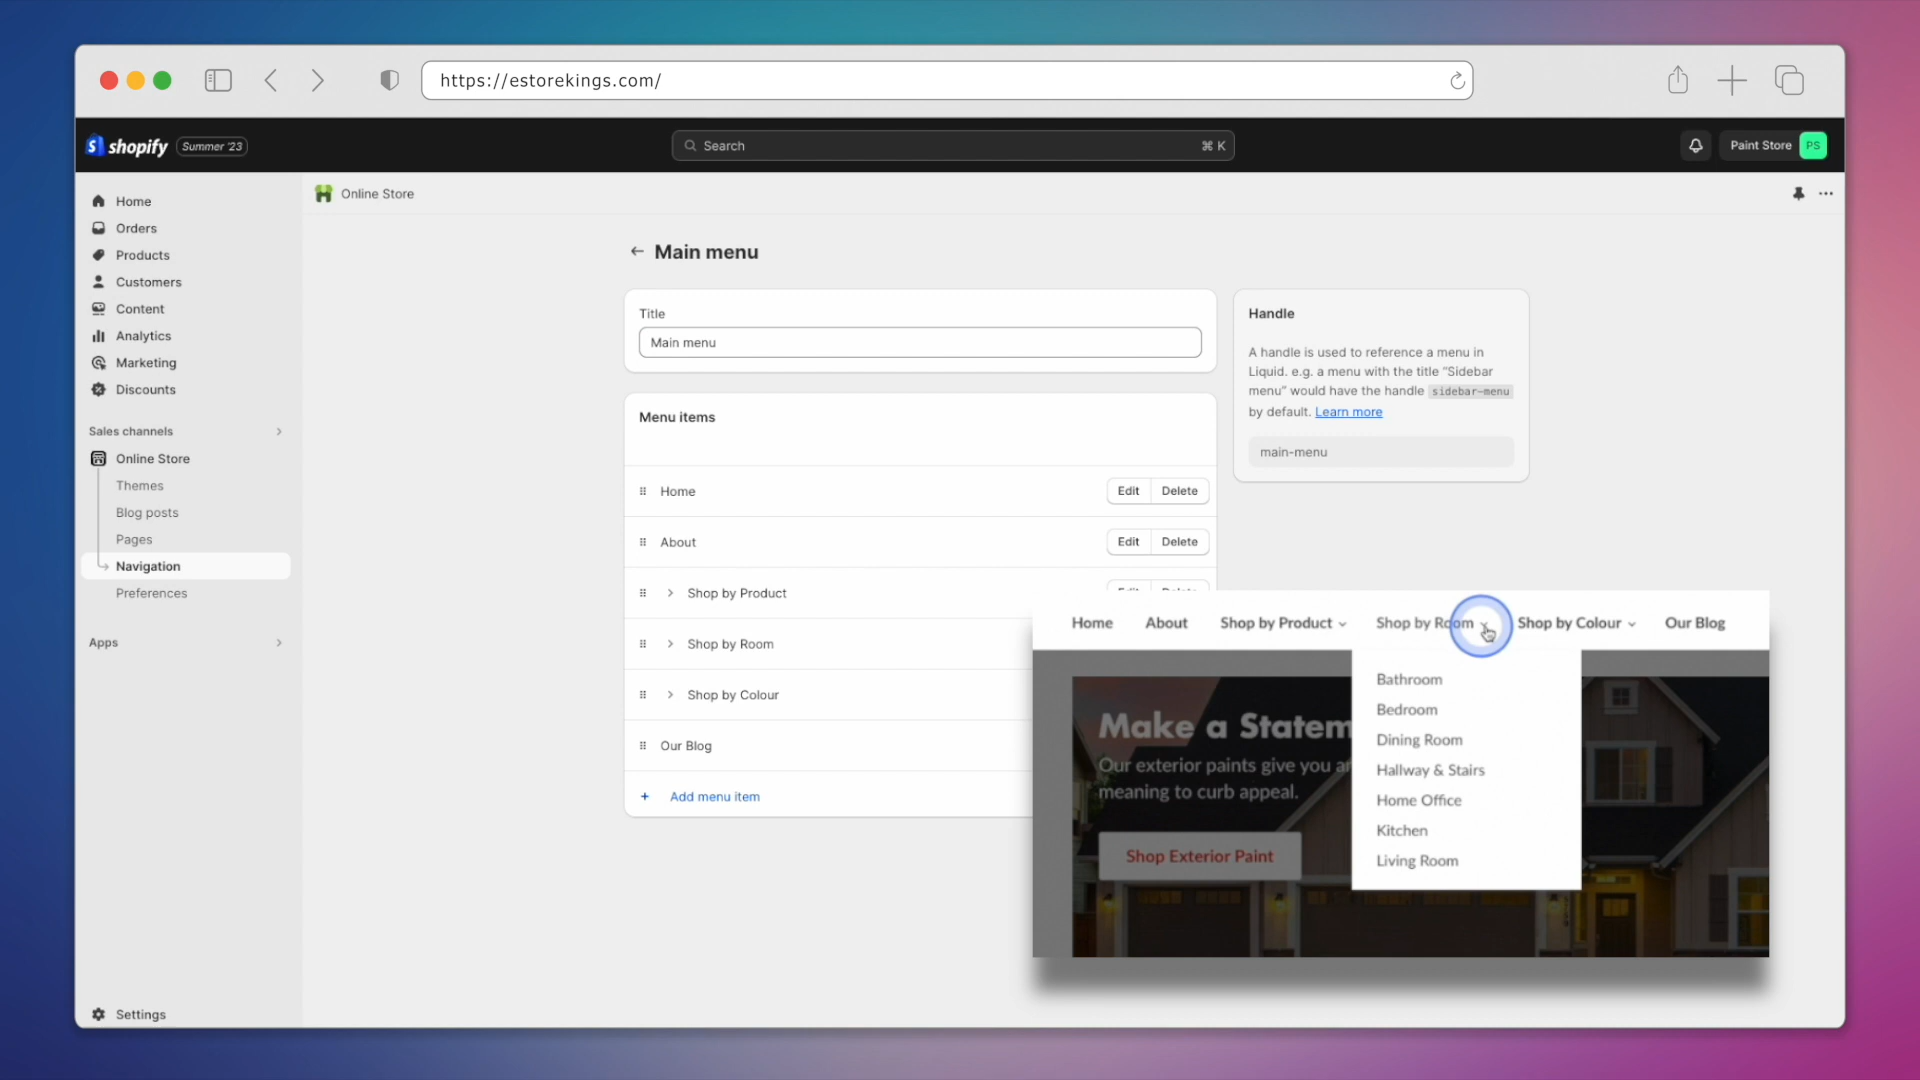 https://estorekings.com/
shopify
Summer '23
Search
⌘ K
Paint Store
PS
Home
Orders
Products
Customers
Content
Analytics
Marketing
Discounts
Sales channels
Online Store
Themes
Blog posts
Pages
Navigation
Preferences
Apps
Settings
Online Store
Main menu
Title
Main menu
Menu items
Home
Edit
Delete
About
Edit
Delete
Shop by Product
Edit
Delete
Shop by Room
Shop by Colour
Our Blog
+ Add menu item
Handle
A handle is used to reference a menu in
Liquid. e.g. a menu with the title “Sidebar
menu” would have the handle sidebar-menu
by default. Learn more
main-menu
Home About Shop by Product Shop by Room Shop by Colour Our Blog
Bathroom
Bedroom
Dining Room
Hallway & Stairs
Home Office
Kitchen
Living Room
Make a Statem
Our exterior paints give you a
meaning to curb appeal.
Shop Exterior Paint